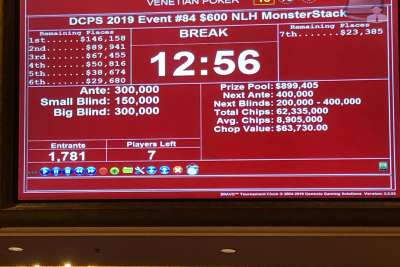 VENETIAN POKER
DCPS 2019 Event #84 $600 NLH MonsterStack
Remaining Places
1st......$146,158
2nd......$89,941
3rd......$67,455
4th......$50,816
5th......$38,674
6th......$29,680
BREAK
12:56
Remaining Places
7th......$23,385
Ante: 300,000
Small Blind: 150,000
Big Blind: 300,000
Prize Pool: $899,405
Next Ante: 400,000
Next Blinds: 200,000 - 400,000
Total Chips: 62,335,000
Avg. Chips: 8,905,000
Chop Value: $63,730.00
Entrants
1,781
Players Left
7